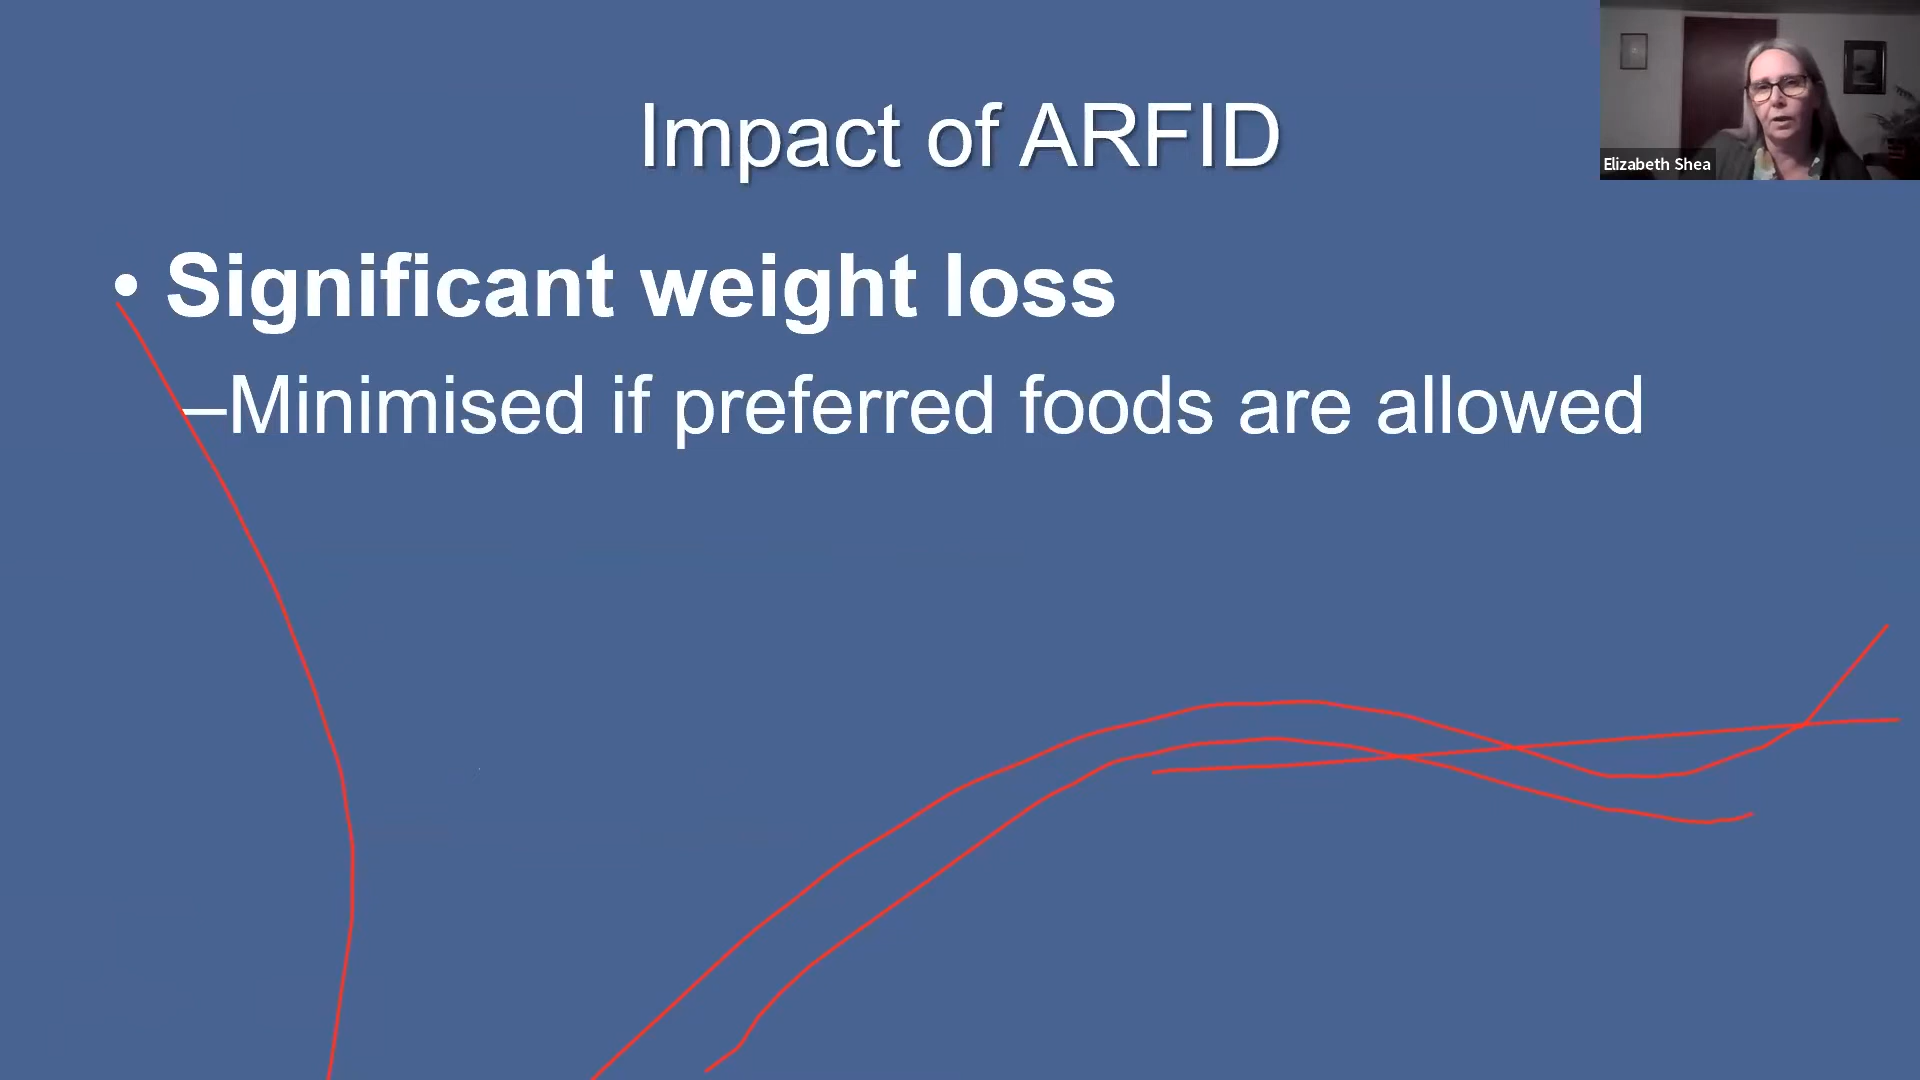 Impact of ARFID
• Significant weight loss
–Minimised if preferred foods are allowed
Elizabeth Shea